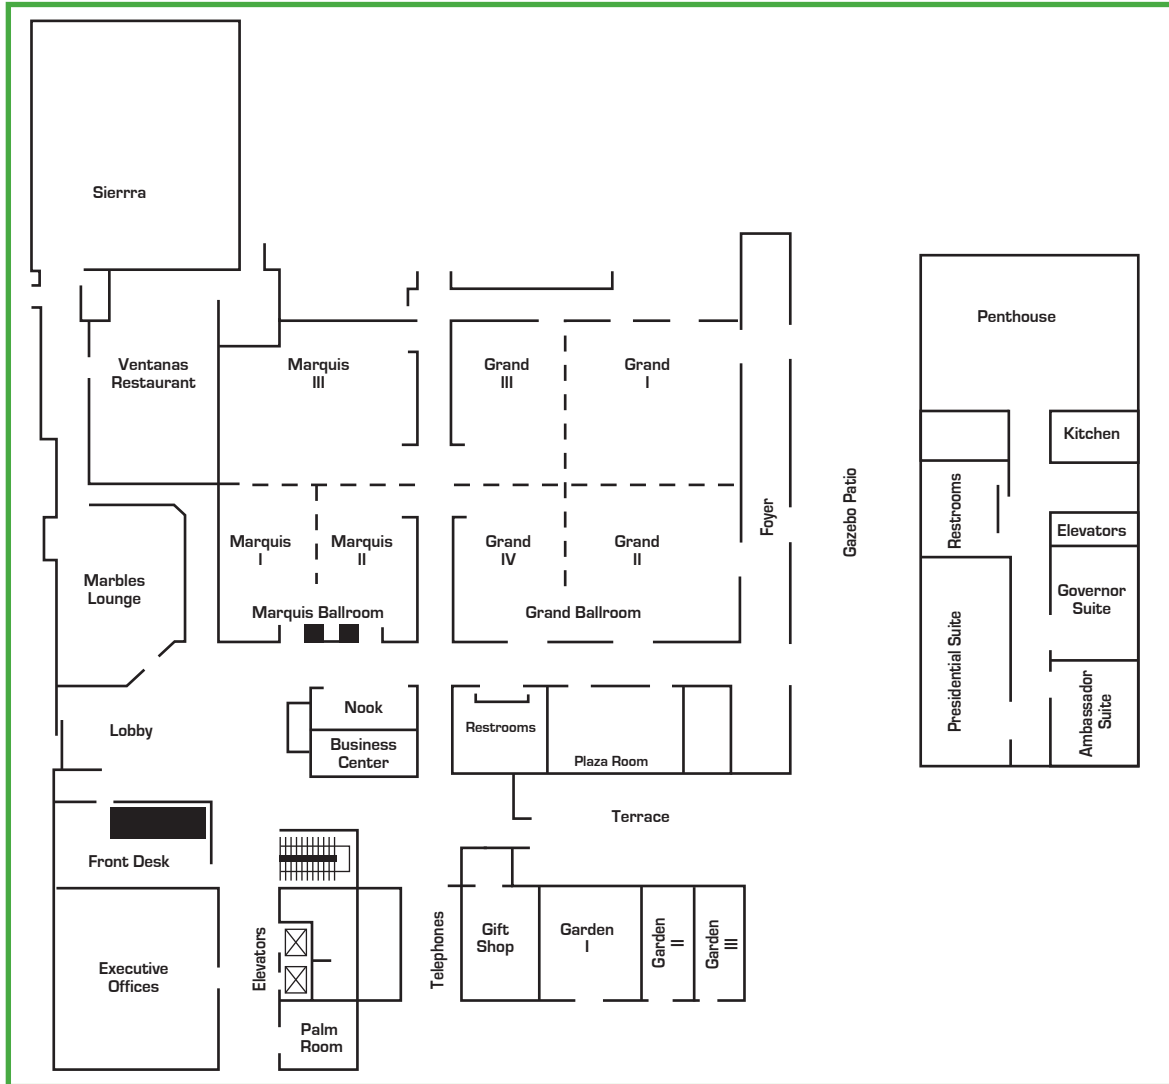 Sierrra
Penthouse
Ventanas
Restaurant
Marquis
III
Grand
III
Grand
I
Kitchen
Gazebo Patio
Foyer
Restrooms
Elevators
Marquis
I
Marquis
II
Grand
IV
Grand
II
Marbles
Lounge
Marquis Ballroom
Grand Ballroom
Governor
Suite
Presidential Suite
Ambassador
Suite
Lobby
Nook
Business
Center
Restrooms
Plaza Room
Terrace
Front Desk
Executive
Offices
Elevators
Telephones
Gift
Shop
Garden
I
Garden
II
Garden
III
Palm
Room